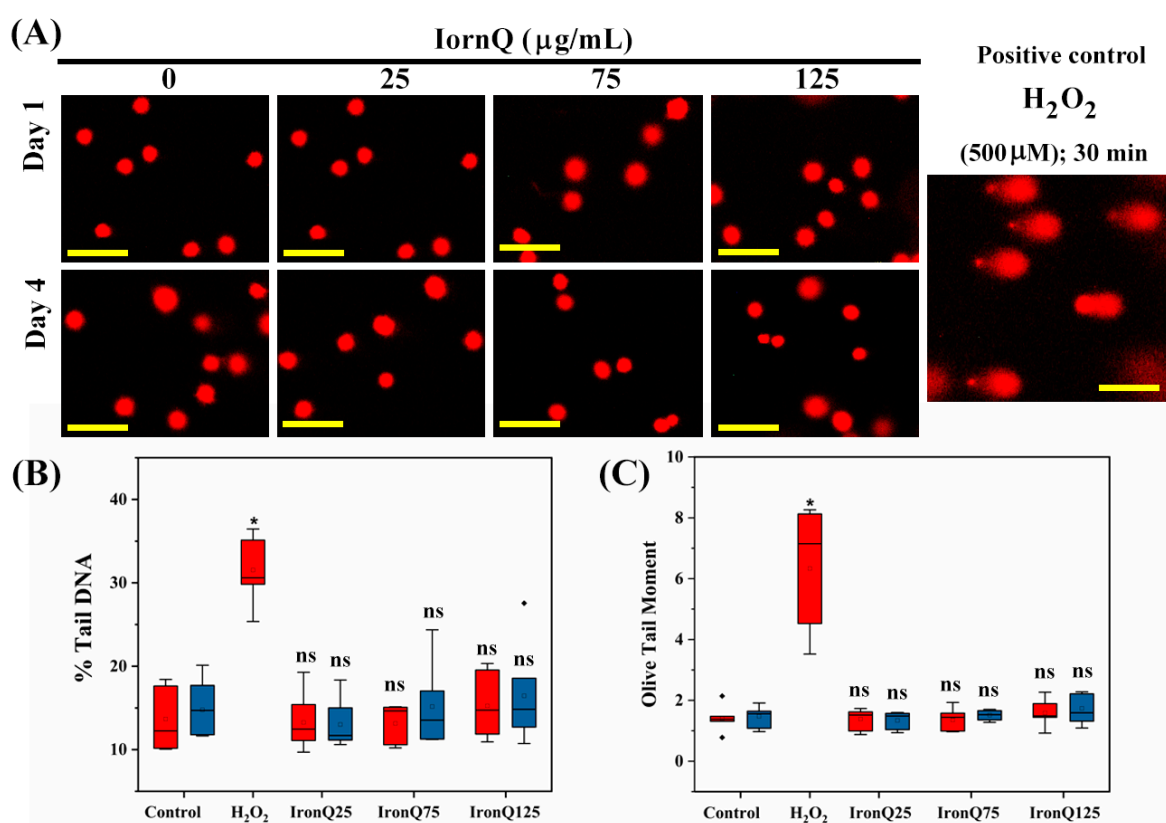 (A)
IornQ (μg/mL)
0 25 75 125
Positive control
H₂O₂
(500 μM); 30 min
Day 1
Day 4
(B)
% Tail DNA
40
30
20
10
*
ns ns ns ns ns ns
Control H₂O₂ IronQ25 IronQ75 IronQ125
(C)
Olive Tail Moment
10
8
6
4
2
0
*
ns ns ns ns ns ns
Control H₂O₂ IronQ25 IronQ75 IronQ125